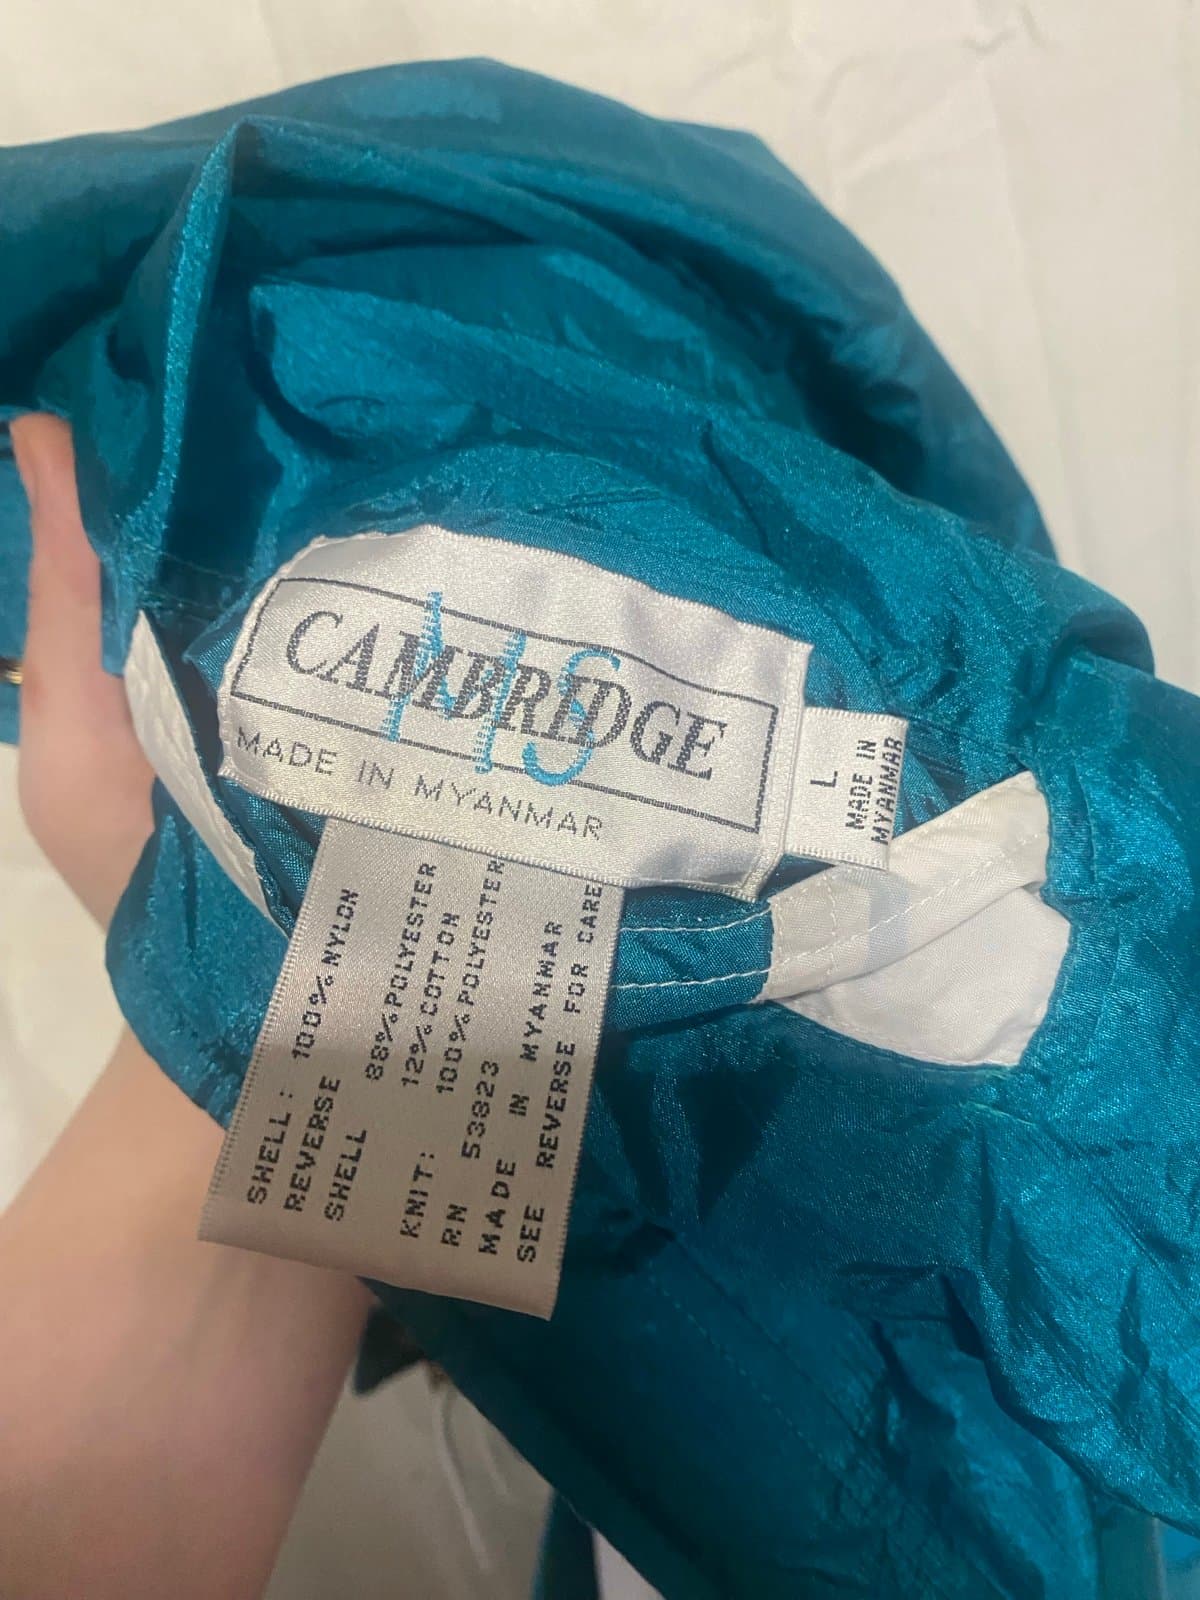 CAMBRIDGE
MADE IN MYANMAR
L
MADE IN
MYANMAR
SHELL: 100% NYLON
REVERSE
SHELL 88% POLYESTER
12% COTTON
KNIT: 100% POLYESTER
RN 53823
MADE IN MYANMAR
SEE REVERSE FOR CARE